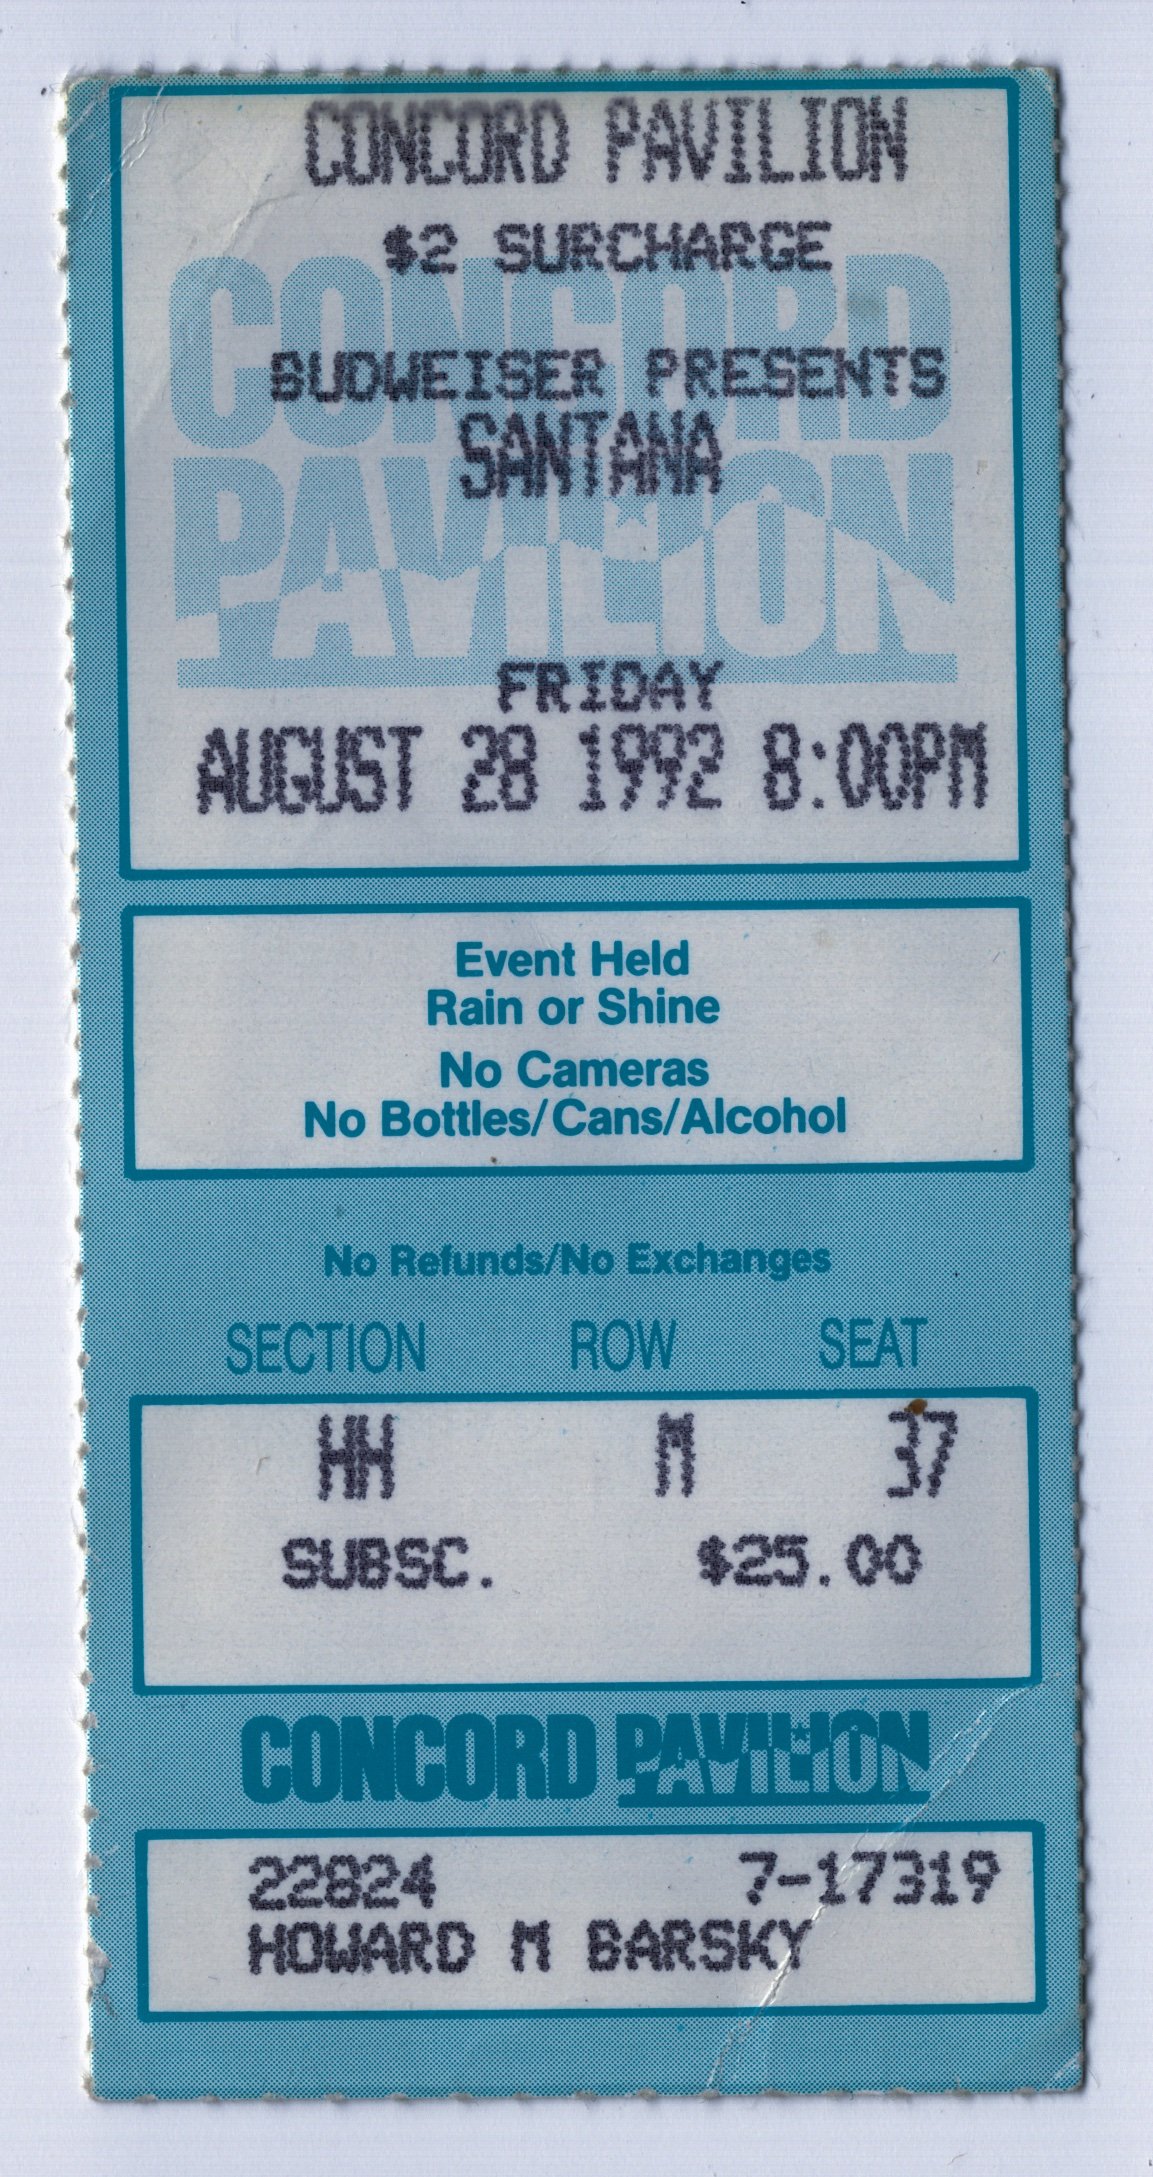 CONCORD PAVILION
$2 SURCHARGE
CONCORD
BUDWEISER PRESENTS
SANTANA
PAVILION
FRIDAY
AUGUST 28 1992 8:00PM
Event Held
Rain or Shine
No Cameras
No Bottles/Cans/Alcohol
No Refunds/No Exchanges
SECTION ROW SEAT
HH M 37
SUBSC. $25.00
CONCORD PAVILION
22824 7-17319
HOWARD M BARSKY